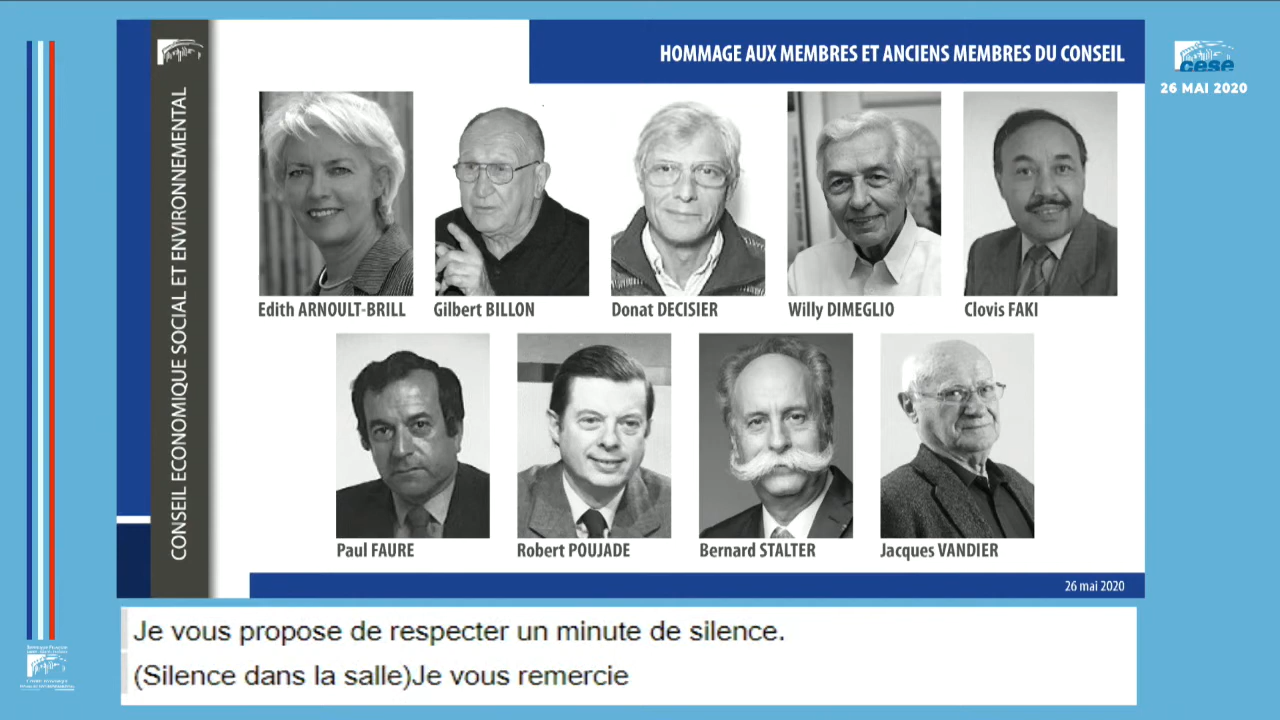 HOMMAGE AUX MEMBRES ET ANCIENS MEMBRES DU CONSEIL
cese
26 MAI 2020
CONSEIL ECONOMIQUE SOCIAL ET ENVIRONNEMENTAL
Edith ARNOULT-BRILL
Gilbert BILLON
Donat DECISIER
Willy DIMEGLIO
Clovis FAKI
Paul FAURE
Robert POUJADE
Bernard STALTER
Jacques VANDIER
26 mai 2020
Je vous propose de respecter un minute de silence.
(Silence dans la salle)Je vous remercie